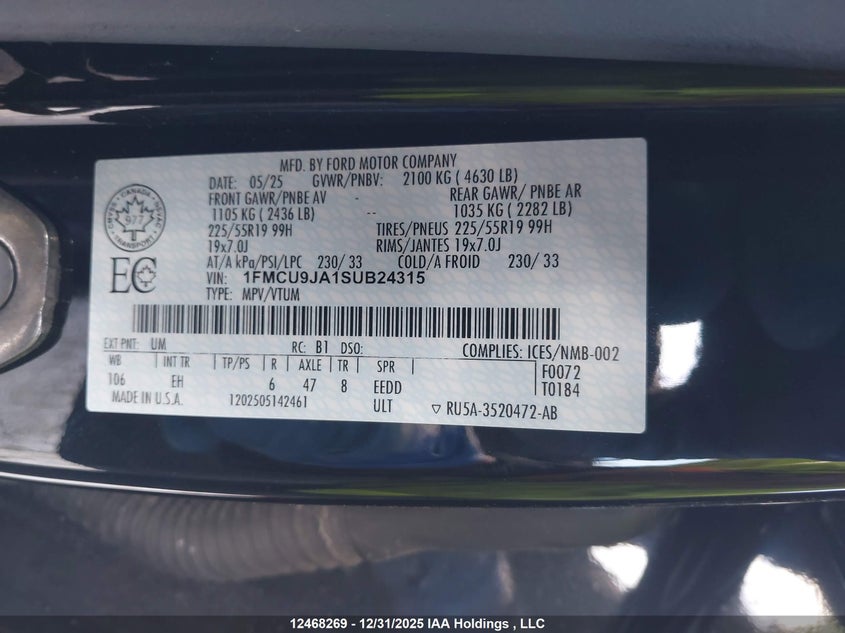 MFD. BY FORD MOTOR COMPANY
DATE: 05/25 GVWR/PNBV: 2100 KG ( 4630 LB)
FRONT GAWR/PNBE AV - REAR GAWR/ PNBE AR
1105 KG ( 2436 LB) -- 1035 KG ( 2282 LB)
225/55R19 99H TIRES/PNEUS 225/55R19 99H
19x7.0J RIMS/JANTES 19x7.0J
AT/A kPa/PSI/LPC 230/ 33 COLD/A FROID 230/ 33
VIN: 1FMCU9JA1SUB24315
TYPE: MPV/VTUM
CANADA
TRANSPORT
977
EC
EXT PNT: UM RC: B1 DSO: COMPLIES: ICES/NMB-002
WB INT TR TP/PS R AXLE TR SPR F0072
106 EH 6 47 8 EEDD T0184
MADE IN U.S.A. 1202505142461 ULT ▽ RU5A-3520472-AB
12468269 - 12/31/2025 IAA Holdings , LLC